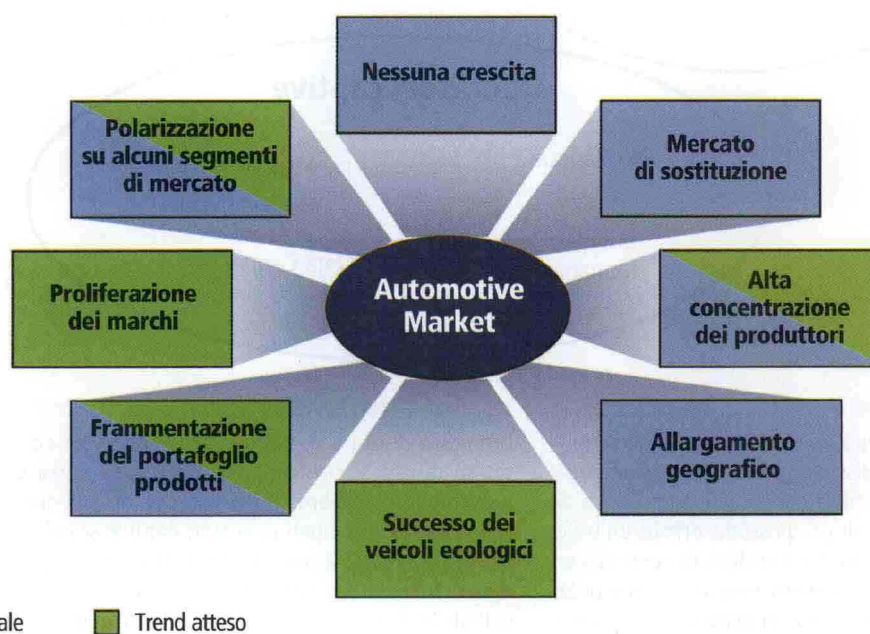 Nessuna crescita
Polarizzazione
su alcuni segmenti
di mercato
Mercato
di sostituzione
Proliferazione
dei marchi
Automotive
Market
Alta
concentrazione
dei produttori
Frammentazione
del portafoglio
prodotti
Allargamento
geografico
Successo dei
veicoli ecologici
ale
Trend atteso